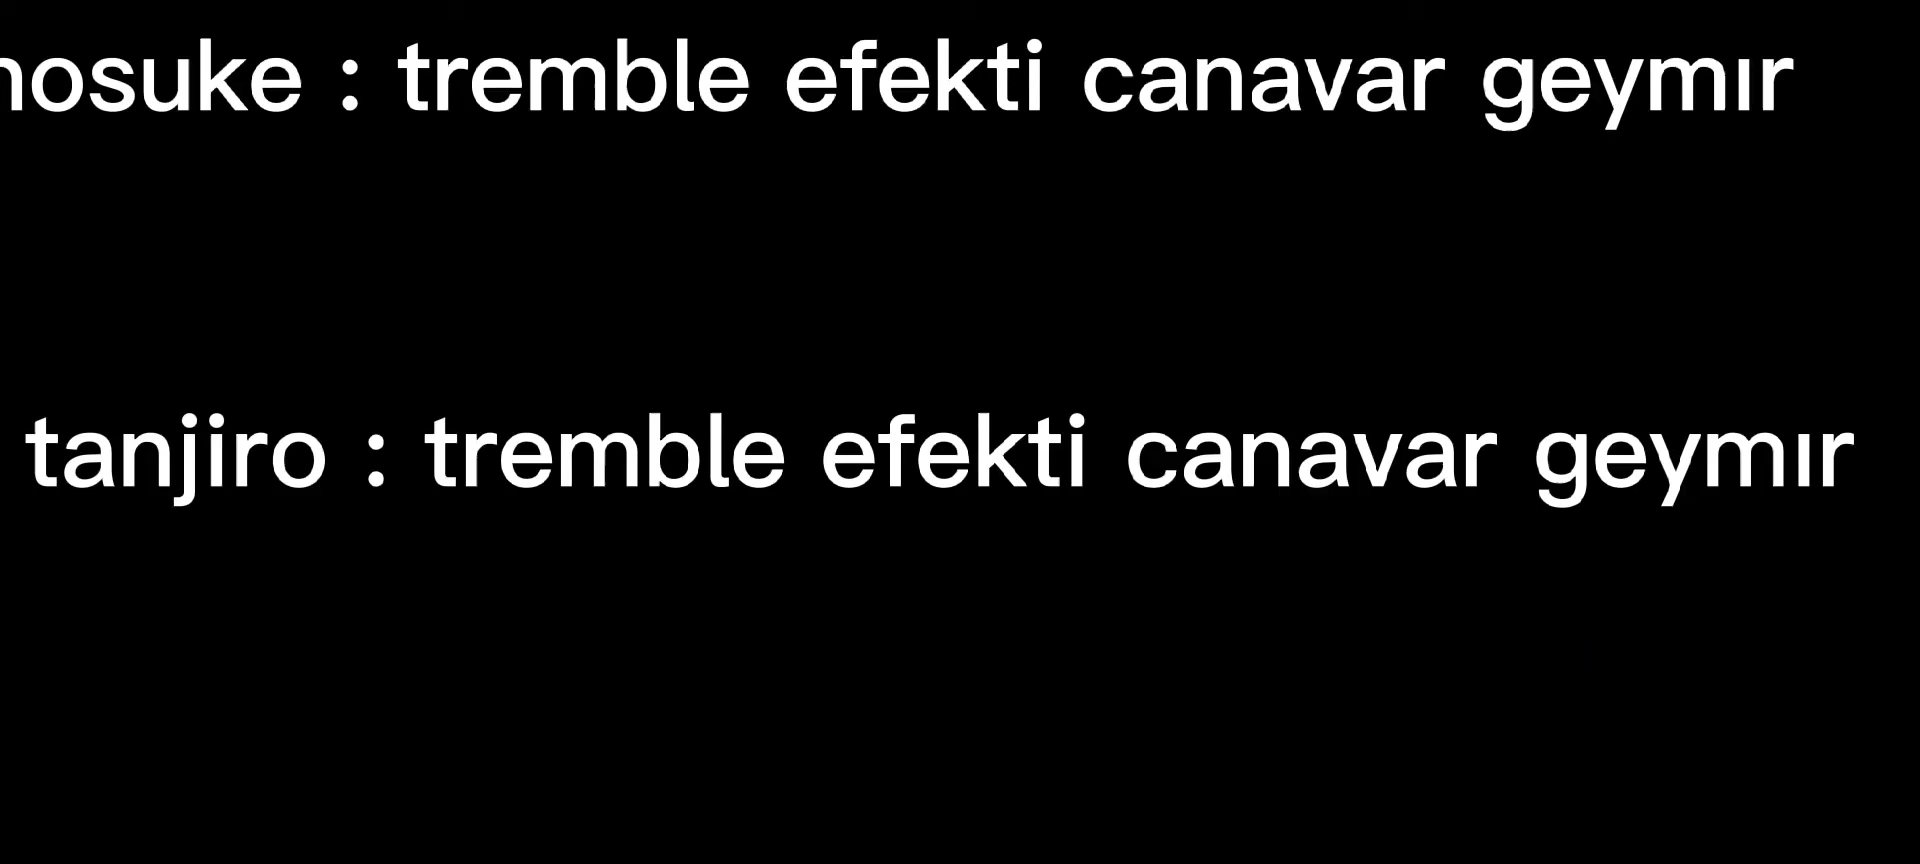 nosuke : tremble efekti canavar geymır
tanjiro : tremble efekti canavar geymır